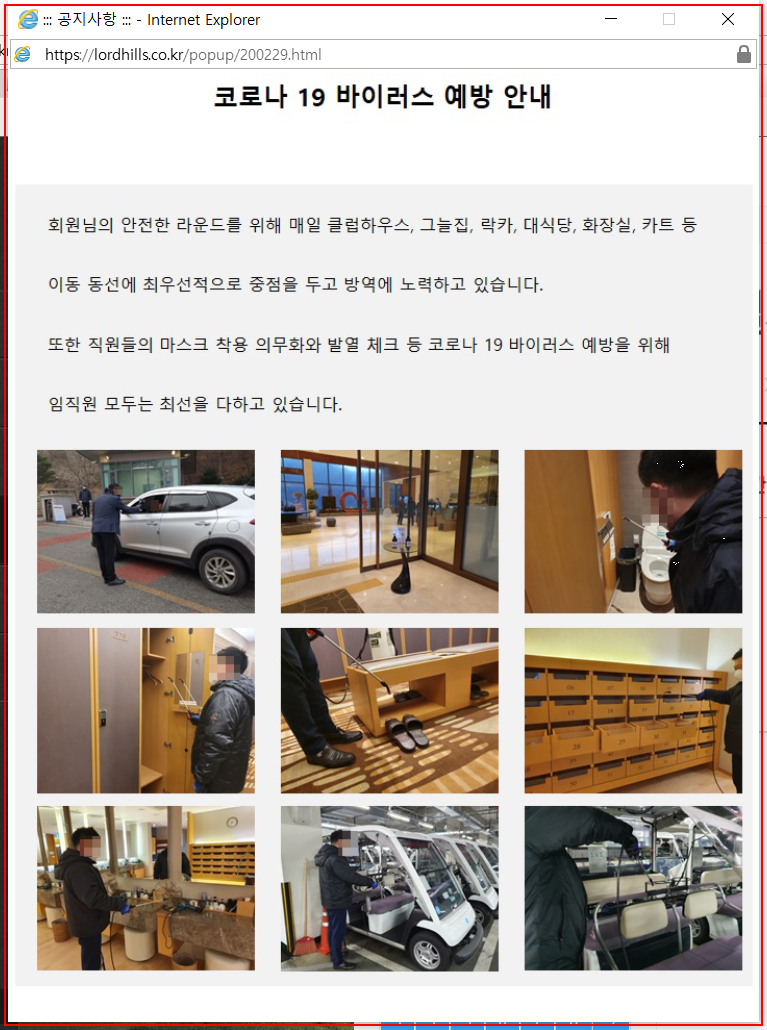 ::: 공지사항 ::: - Internet Explorer
https://lordhills.co.kr/popup/200229.html
코로나 19 바이러스 예방 안내
회원님의 안전한 라운드를 위해 매일 클럽하우스, 그늘집, 락카, 대식당, 화장실, 카트 등
이동 동선에 최우선적으로 중점을 두고 방역에 노력하고 있습니다.
또한 직원들의 마스크 착용 의무화와 발열 체크 등 코로나 19 바이러스 예방을 위해
임직원 모두는 최선을 다하고 있습니다.